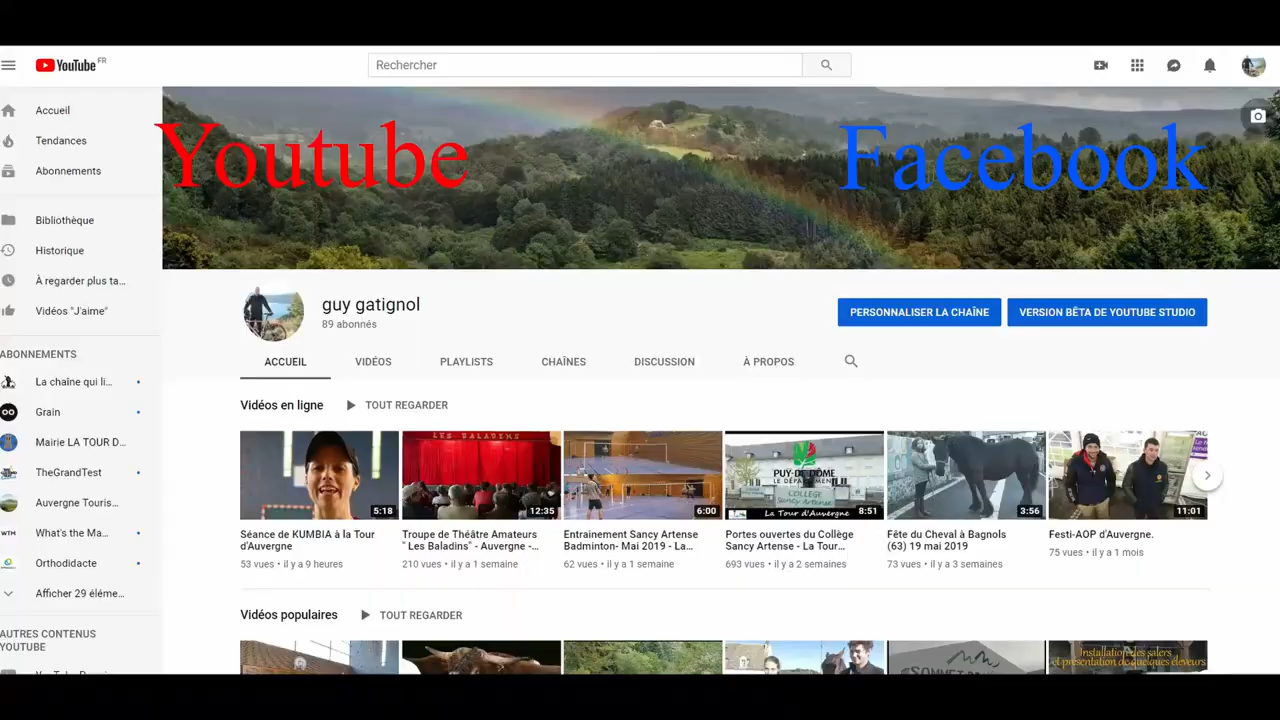 YouTube FR
Rechercher
Youtube
Facebook
Accueil
Tendances
Abonnements
Bibliothèque
Historique
À regarder plus ta...
Vidéos "J'aime"
ABONNEMENTS
La chaîne qui li...
Grain
Mairie LA TOUR D...
TheGrandTest
Auvergne Touris...
What's the Ma...
Orthodidacte
Afficher 29 éléme...
AUTRES CONTENUS
YOUTUBE
guy gatignol
89 abonnés
PERSONNALISER LA CHAÎNE
VERSION BÊTA DE YOUTUBE STUDIO
ACCUEIL
VIDÉOS
PLAYLISTS
CHAÎNES
DISCUSSION
À PROPOS
Vidéos en ligne
TOUT REGARDER
5:18
LES BALADINS
12:35
6:00
PUY-DE-DÔME
LE DÉPARTEMENT
COLLEGE
Sancy Artense
La Tour d'Auvergne
8:51
3:56
11:01
Séance de KUMBIA à la Tour
d'Auvergne
53 vues • il y a 9 heures
Troupe de Théâtre Amateurs
" Les Baladins" - Auvergne -...
210 vues • il y a 1 semaine
Entrainement Sancy Artense
Badminton- Mai 2019 - La...
62 vues • il y a 1 semaine
Portes ouvertes du Collège
Sancy Artense - La Tour...
693 vues • il y a 2 semaines
Fête du Cheval à Bagnols
(63) 19 mai 2019
73 vues • il y a 3 semaines
Festi-AOP d'Auvergne.
75 vues • il y a 1 mois
Vidéos populaires
TOUT REGARDER
Installation des salers
et présentation de quelques éleveurs